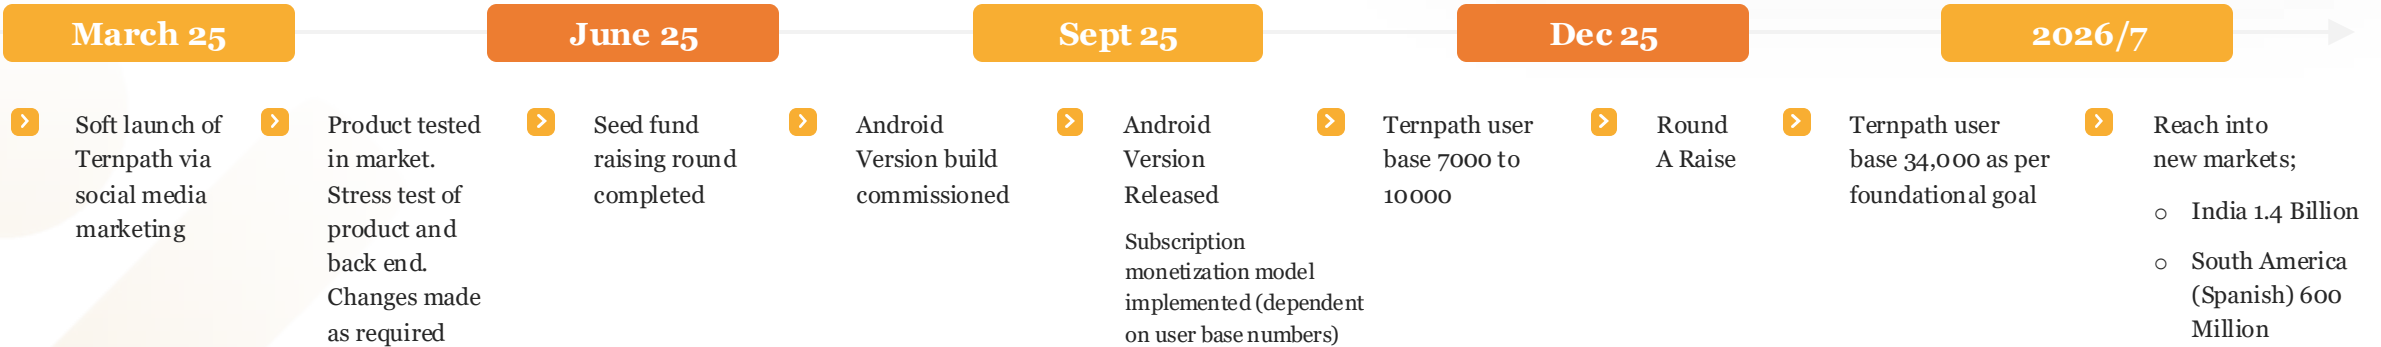 March 25
June 25
Sept 25
Dec 25
2026/7
Soft launch of
Ternpath via
social media
marketing
Product tested
in market.
Stress test of
product and
back end.
Changes made
as required
Seed fund
raising round
completed
Android
Version build
commissioned
Android
Version
Released
Subscription
monetization model
implemented (dependent
on user base numbers)
Ternpath user
base 7000 to
10000
Round
A Raise
Ternpath user
base 34,000 as per
foundational goal
Reach into
new markets;
o India 1.4 Billion
o South America
(Spanish) 600
Million